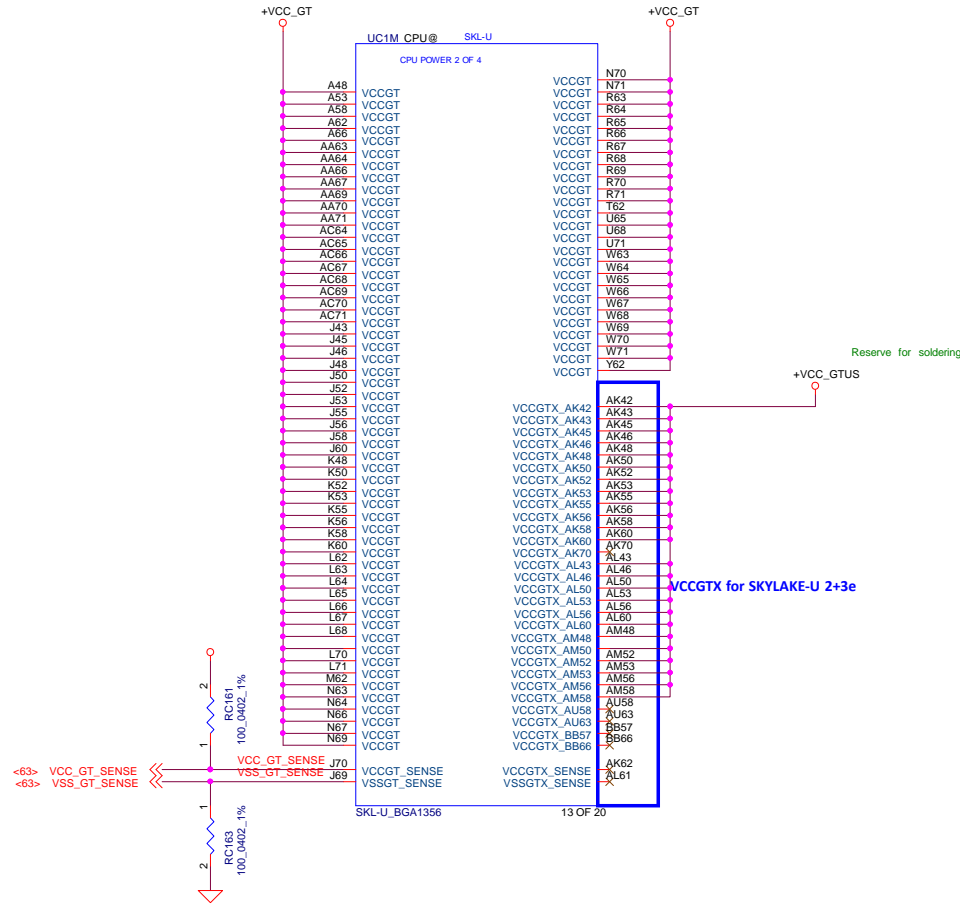 +VCC_GT
+VCC_GT
UC1M CPU@ SKL-U
CPU POWER 2 OF 4
A48 VCCGT
A53 VCCGT
A58 VCCGT
A62 VCCGT
A66 VCCGT
AA63 VCCGT
AA64 VCCGT
AA66 VCCGT
AA67 VCCGT
AA69 VCCGT
AA70 VCCGT
AA71 VCCGT
AC64 VCCGT
AC65 VCCGT
AC66 VCCGT
AC67 VCCGT
AC68 VCCGT
AC69 VCCGT
AC70 VCCGT
AC71 VCCGT
J43 VCCGT
J45 VCCGT
J46 VCCGT
J48 VCCGT
J50 VCCGT
J52 VCCGT
J53 VCCGT
J55 VCCGT
J56 VCCGT
J58 VCCGT
J60 VCCGT
K48 VCCGT
K50 VCCGT
K52 VCCGT
K53 VCCGT
K55 VCCGT
K56 VCCGT
K58 VCCGT
K60 VCCGT
L62 VCCGT
L63 VCCGT
L64 VCCGT
L65 VCCGT
L66 VCCGT
L67 VCCGT
L68 VCCGT
VCCGT
L70 VCCGT
L71 VCCGT
M62 VCCGT
N63 VCCGT
N64 VCCGT
N66 VCCGT
N67 VCCGT
N69 VCCGT
VCCGT N70
VCCGT N71
VCCGT R63
VCCGT R64
VCCGT R65
VCCGT R66
VCCGT R67
VCCGT R68
VCCGT R69
VCCGT R70
VCCGT R71
VCCGT T62
VCCGT U65
VCCGT U68
VCCGT U71
VCCGT W63
VCCGT W64
VCCGT W65
VCCGT W66
VCCGT W67
VCCGT W68
VCCGT W69
VCCGT W70
VCCGT W71
VCCGT Y62
Reserve for soldering
+VCC_GTUS
VCCGTX_AK42 AK42
VCCGTX_AK43 AK43
VCCGTX_AK45 AK45
VCCGTX_AK46 AK46
VCCGTX_AK48 AK48
VCCGTX_AK50 AK50
VCCGTX_AK52 AK52
VCCGTX_AK53 AK53
VCCGTX_AK55 AK55
VCCGTX_AK56 AK56
VCCGTX_AK58 AK58
VCCGTX_AK60 AK60
VCCGTX_AK70 AK70
VCCGTX_AL43 AL43
VCCGTX_AL46 AL46
VCCGTX_AL50 AL50
VCCGTX_AL53 AL53
VCCGTX_AL56 AL56
VCCGTX_AL60 AL60
VCCGTX_AM48 AM48
VCCGTX_AM50
VCCGTX_AM52 AM52
VCCGTX_AM53 AM53
VCCGTX_AM56 AM56
VCCGTX_AM58 AM58
VCCGTX_AU58 AU58
VCCGTX_AU63 AU63
VCCGTX_BB57 BB57
VCCGTX_BB66 BB66
VCCGTX for SKYLAKE-U 2+3e
VCCGTX_SENSE AK62
VSSGTX_SENSE AL61
RC161
100_0402_1%
2
1
<63> VCC_GT_SENSE VCC_GT_SENSE J70 VCCGT_SENSE
<63> VSS_GT_SENSE VSS_GT_SENSE J69 VSSGT_SENSE
1
2
RC163
100_0402_1%
SKL-U_BGA1356
13 OF 20